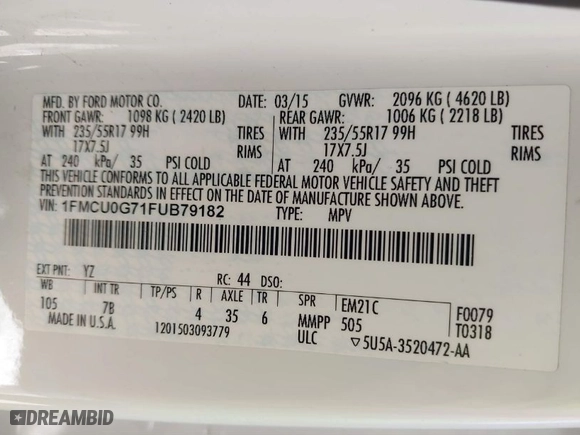 MFD. BY FORD MOTOR CO.
DATE: 03/15 GVWR: 2096 KG ( 4620 LB)
FRONT GAWR: 1098 KG ( 2420 LB) REAR GAWR: 1006 KG ( 2218 LB)
WITH 235/55R17 99H TIRES WITH 235/55R17 99H TIRES
17X7.5J RIMS 17X7.5J RIMS
AT 240 kPa/ 35 PSI COLD AT 240 kPa/ 35 PSI COLD
THIS VEHICLE CONFORMS TO ALL APPLICABLE FEDERAL MOTOR VEHICLE SAFETY AND THEFT
PREVENTION STANDARDS IN EFFECT ON THE DATE OF MANUFACTURE SHOWN ABOVE.
VIN: 1FMCU0G71FUB79182 TYPE: MPV
EXT PNT: YZ RC: 44 DSO:
WB INT TR TP/PS R AXLE TR SPR EM21C F0079
105 7B 4 35 6 MMPP 505 T0318
MADE IN U.S.A. 1201503093779 ULC ▽5U5A-3520472-AA
DREAMBID